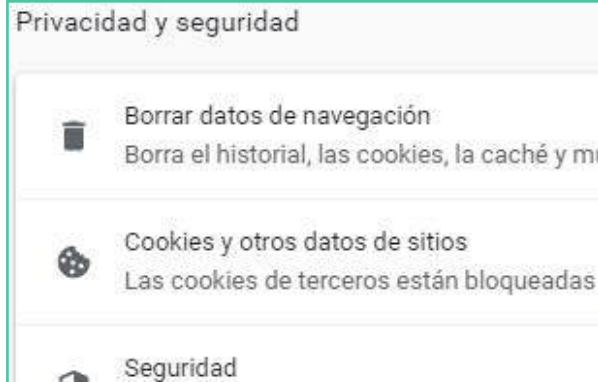 Privacidad y seguridad
Borrar datos de navegación
Borra el historial, las cookies, la caché y
Cookies y otros datos de sitios
Las cookies de terceros están bloqueadas
Seguridad